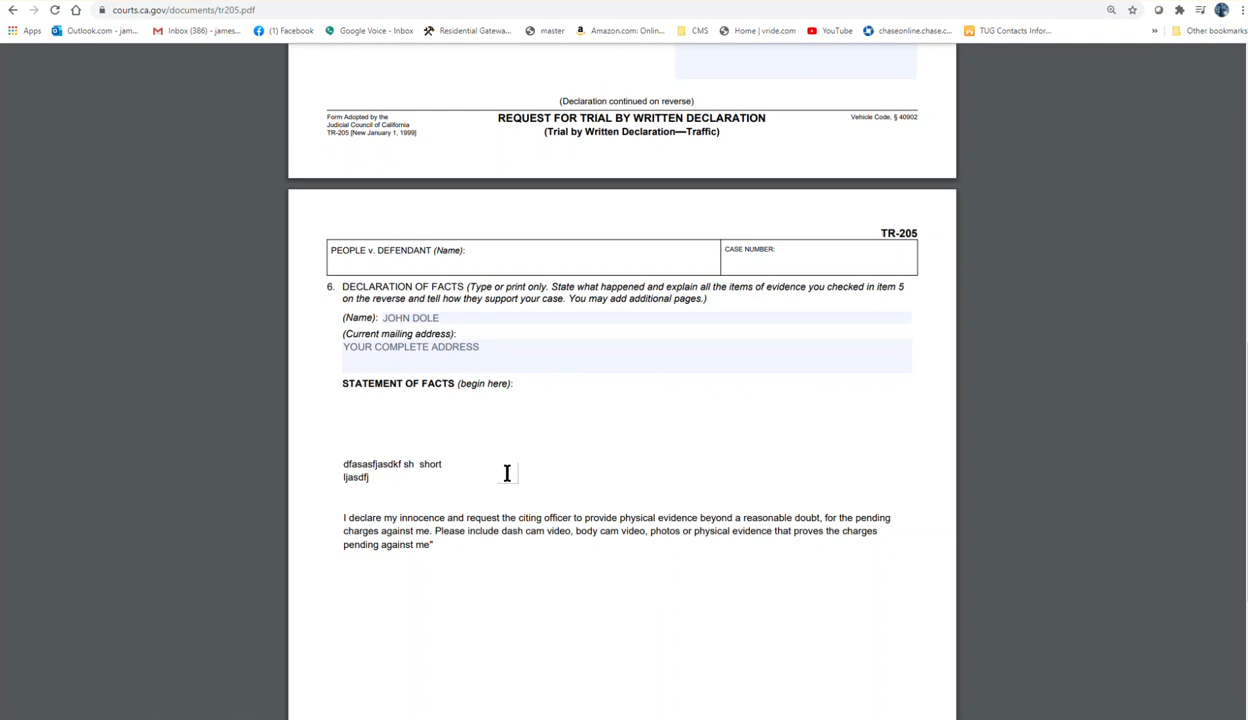 courts.ca.gov/documents/tr205.pdf
Apps Outlook.com - jam... Inbox (386) - james... (1) Facebook Google Voice - Inbox Residential Gatewa... master Amazon.com: Onlin... CMS Home | vride.com YouTube chaseonline.chase.c... TUG Contacts Infor... » Other bookmarks
(Declaration continued on reverse)
Form Adopted by the
Judicial Council of California
TR-205 [New January 1, 1999]
REQUEST FOR TRIAL BY WRITTEN DECLARATION
(Trial by Written Declaration—Traffic)
Vehicle Code, § 40902
TR-205
PEOPLE v. DEFENDANT (Name):
CASE NUMBER:
6. DECLARATION OF FACTS (Type or print only. State what happened and explain all the items of evidence you checked in item 5
on the reverse and tell how they support your case. You may add additional pages.)
(Name): JOHN DOLE
(Current mailing address):
YOUR COMPLETE ADDRESS
STATEMENT OF FACTS (begin here):
dfasasfjasdkf sh short
ljasdfj
I declare my innocence and request the citing officer to provide physical evidence beyond a reasonable doubt, for the pending
charges against me. Please include dash cam video, body cam video, photos or physical evidence that proves the charges
pending against me"